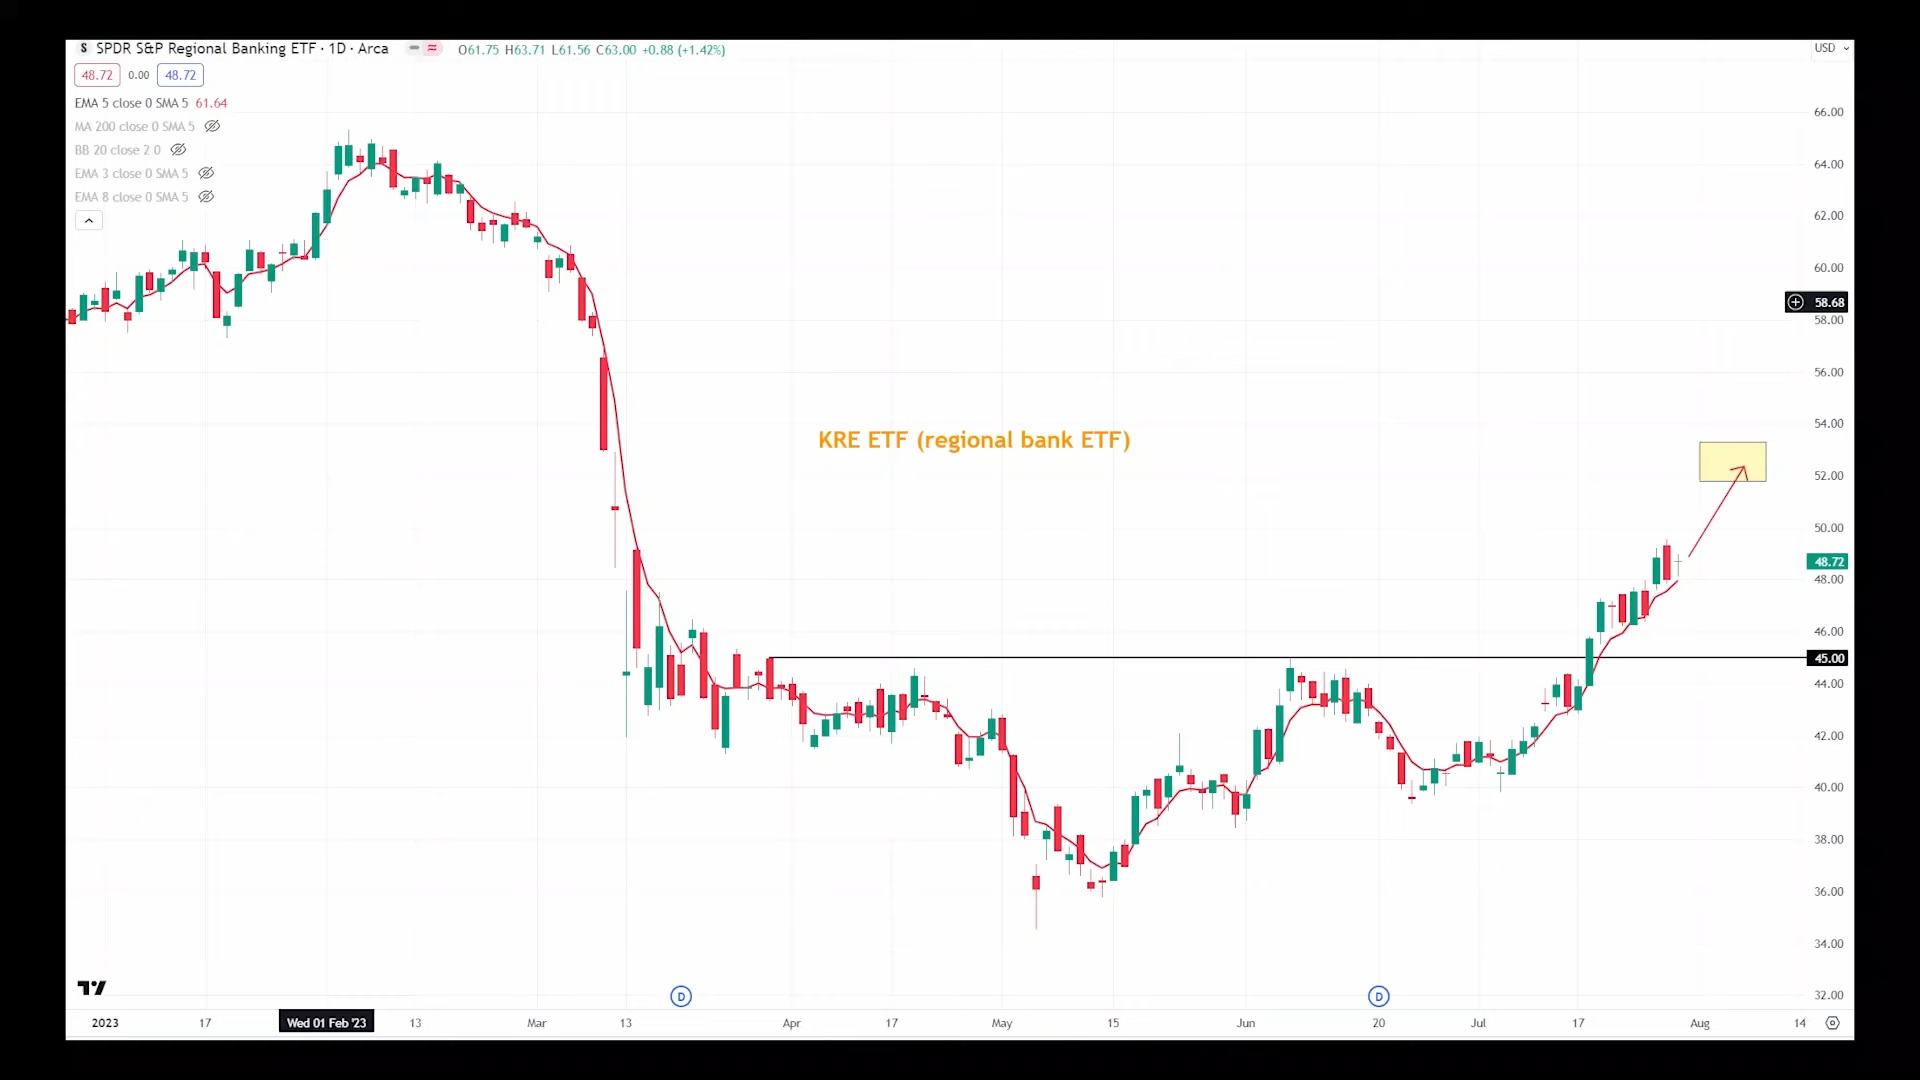 S SPDR S&P Regional Banking ETF · 1D · Arca O61.75 H63.71 L61.56 C63.00 +0.88 (+1.42%)
USD
48.72 0.00 48.72
EMA 5 close 0 SMA 5 61.64
MA 200 close 0 SMA 5
BB 20 close 2 0
EMA 3 close 0 SMA 5
EMA 8 close 0 SMA 5
66.00
64.00
62.00
60.00
58.68
58.00
56.00
54.00
KRE ETF (regional bank ETF)
52.00
50.00
48.72
48.00
46.00
45.00
44.00
42.00
40.00
38.00
36.00
34.00
32.00
D D
2023 17 Wed 01 Feb '23 13 Mar 13 Apr 17 May 15 Jun 20 Jul 17 Aug 14